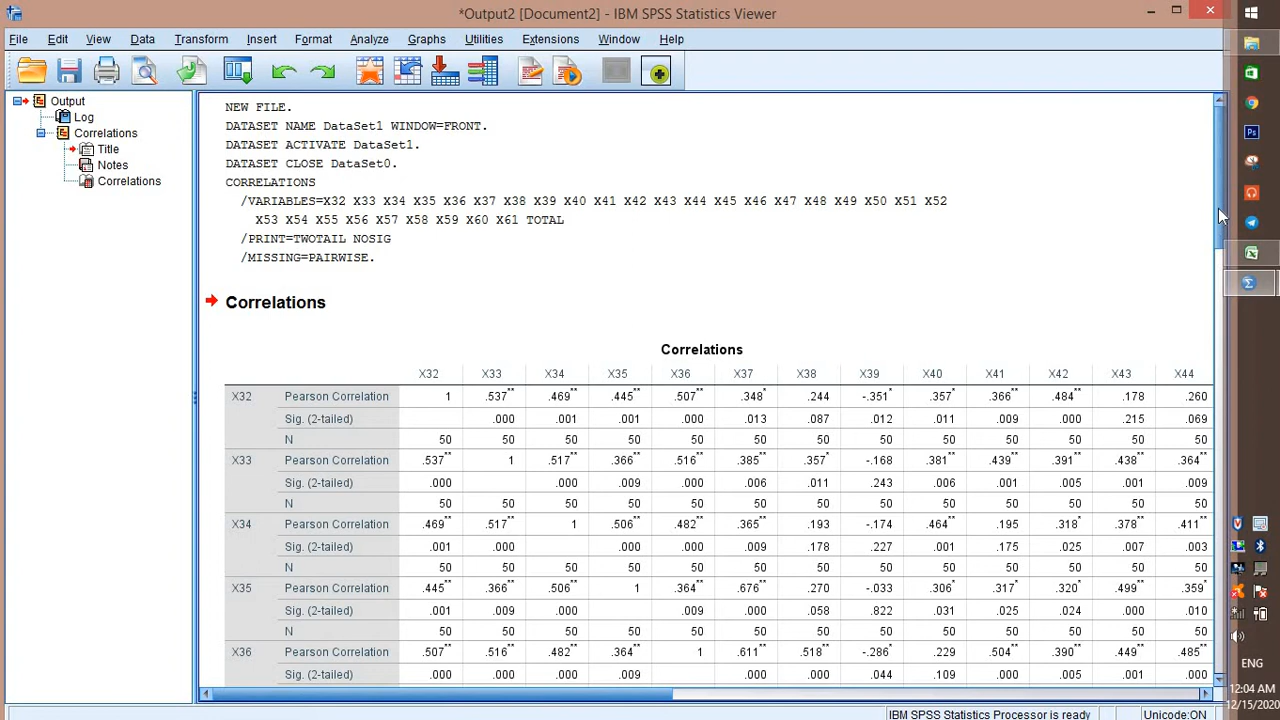 *Output2 [Document2] - IBM SPSS Statistics Viewer
File Edit View Data Transform Insert Format Analyze Graphs Utilities Extensions Window Help
Output
Log
Correlations
Title
Notes
Correlations
NEW FILE.
DATASET NAME DataSet1 WINDOW=FRONT.
DATASET ACTIVATE DataSet1.
DATASET CLOSE DataSet0.
CORRELATIONS
/VARIABLES=X32 X33 X34 X35 X36 X37 X38 X39 X40 X41 X42 X43 X44 X45 X46 X47 X48 X49 X50 X51 X52
X53 X54 X55 X56 X57 X58 X59 X60 X61 TOTAL
/PRINT=TWOTAIL NOSIG
/MISSING=PAIRWISE.
Correlations
Correlations
X32 X33 X34 X35 X36 X37 X38 X39 X40 X41 X42 X43 X44
X32 Pearson Correlation 1 .537** .469** .445** .507** .348* .244 -.351* .357* .366** .484** .178 .260
Sig. (2-tailed) .000 .001 .001 .000 .013 .087 .012 .011 .009 .000 .215 .069
N 50 50 50 50 50 50 50 50 50 50 50 50 50
X33 Pearson Correlation .537** 1 .517** .366** .516** .385** .357* -.168 .381** .439** .391** .438** .364**
Sig. (2-tailed) .000 .000 .009 .000 .006 .011 .243 .006 .001 .005 .001 .009
N 50 50 50 50 50 50 50 50 50 50 50 50 50
X34 Pearson Correlation .469** .517** 1 .506** .482** .365** .193 -.174 .464** .195 .318* .378** .411**
Sig. (2-tailed) .001 .000 .000 .000 .009 .178 .227 .001 .175 .025 .007 .003
N 50 50 50 50 50 50 50 50 50 50 50 50 50
X35 Pearson Correlation .445** .366** .506** 1 .364** .676** .270 -.033 .306* .317* .320* .499** .359*
Sig. (2-tailed) .001 .009 .000 .009 .000 .058 .822 .031 .025 .024 .000 .010
N 50 50 50 50 50 50 50 50 50 50 50 50 50
X36 Pearson Correlation .507** .516** .482** .364** 1 .611** .518** -.286* .229 .504** .390** .449** .485**
Sig. (2-tailed) .000 .000 .000 .009 .000 .000 .044 .109 .000 .005 .001 .000
IBM SPSS Statistics Processor is ready Unicode:ON
Ps
ENG
12:04 AM
12/15/2020